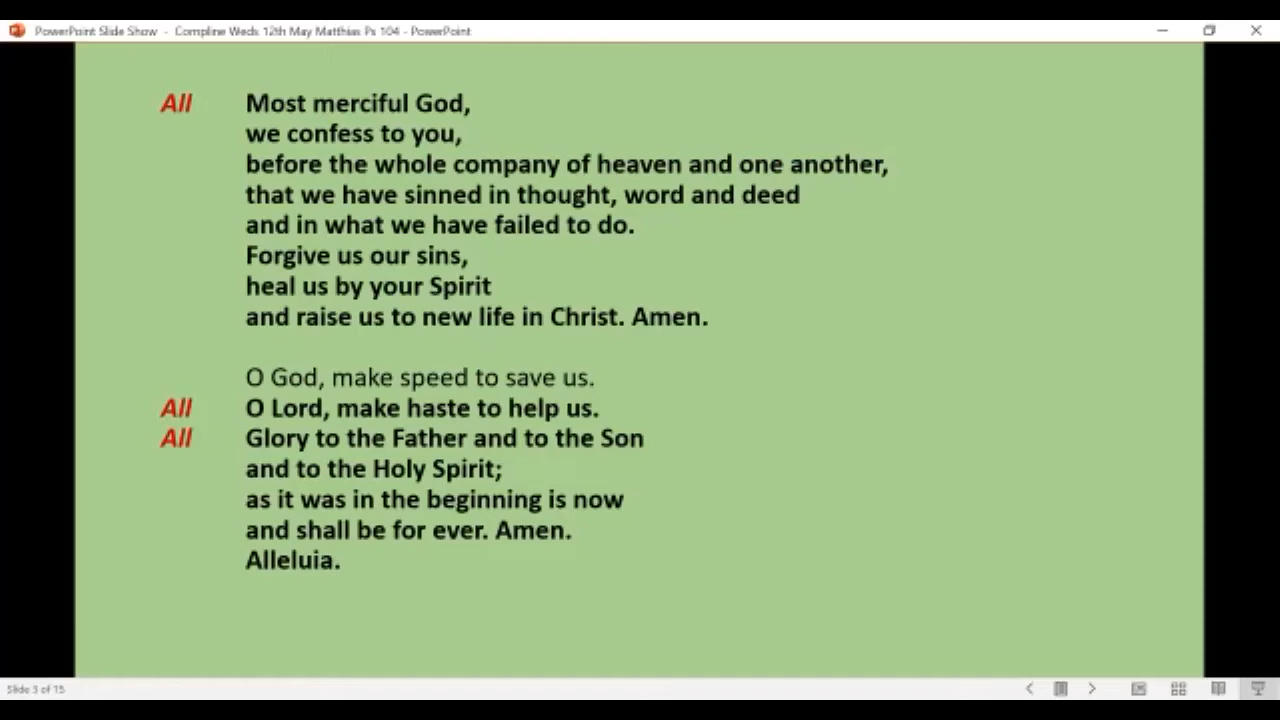 PowerPoint Slide Show - Compline Weds 12th May Matthias Ps 104 - PowerPoint
All Most merciful God,
we confess to you,
before the whole company of heaven and one another,
that we have sinned in thought, word and deed
and in what we have failed to do.
Forgive us our sins,
heal us by your Spirit
and raise us to new life in Christ. Amen.
O God, make speed to save us.
All O Lord, make haste to help us.
All Glory to the Father and to the Son
and to the Holy Spirit;
as it was in the beginning is now
and shall be for ever. Amen.
Alleluia.
Slide 3 of 15